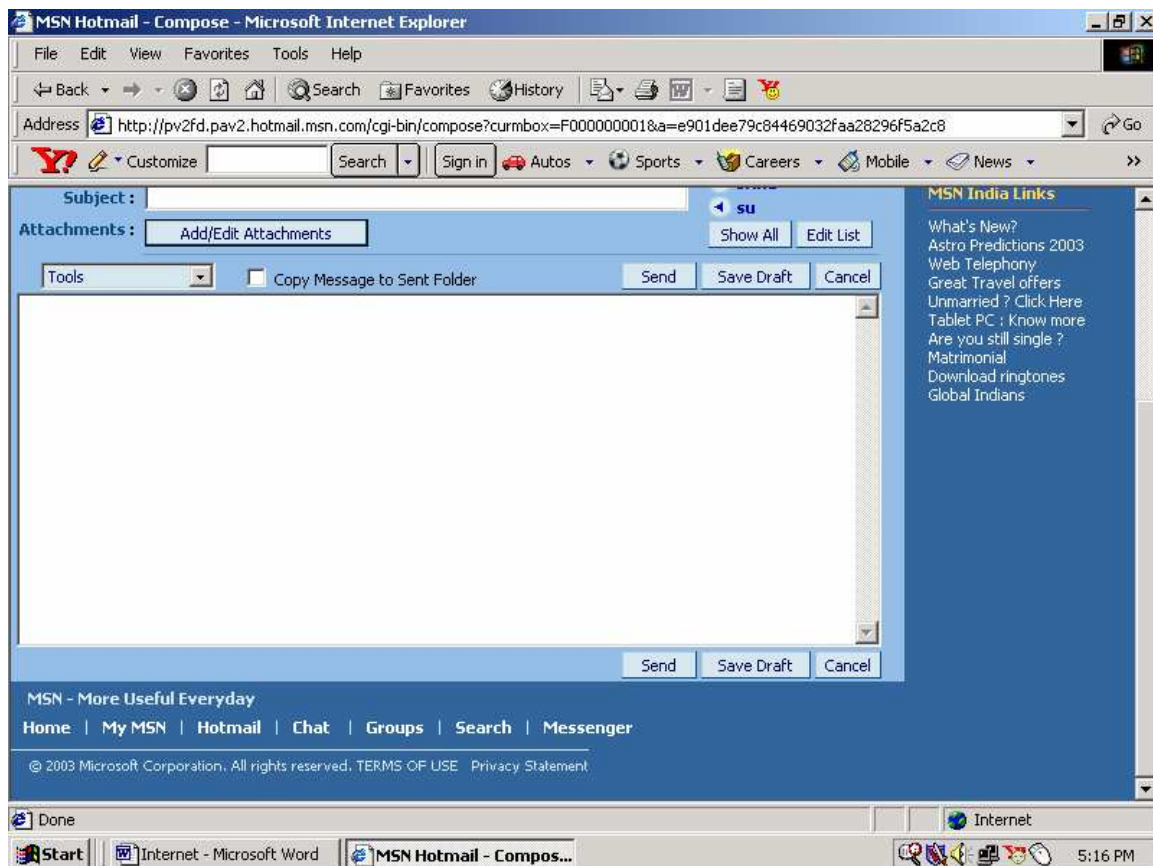 MSN Hotmail - Compose - Microsoft Internet Explorer
File Edit View Favorites Tools Help
Back Search Favorites History
Address http://pv2fd.pav2.hotmail.msn.com/cgi-bin/compose?curmbox=F000000001&a=e901dee79c84469032faa28296f5a2c8 Go
Y? Customize Search Sign in Autos Sports Careers Mobile News »
Subject :
su
Attachments : Add/Edit Attachments Show All Edit List
Tools Copy Message to Sent Folder Send Save Draft Cancel
MSN India Links
What's New?
Astro Predictions 2003
Web Telephony
Great Travel offers
Unmarried ? Click Here
Tablet PC : Know more
Are you still single ?
Matrimonial
Download ringtones
Global Indians
Send Save Draft Cancel
MSN - More Useful Everyday
Home | My MSN | Hotmail | Chat | Groups | Search | Messenger
© 2003 Microsoft Corporation. All rights reserved. TERMS OF USE Privacy Statement
Done Internet
Start Internet - Microsoft Word MSN Hotmail - Compos... 5:16 PM